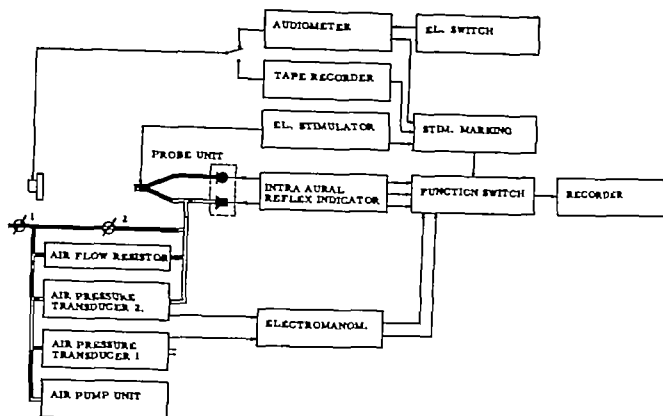 AUDIOMETER
EL. SWITCH
TAPE RECORDER
EL. STIMULATOR
STIM. MARKING
PROBE UNIT
INTRA AURAL
REFLEX INDICATOR
FUNCTION SWITCH
RECORDER
1
2
AIR FLOW RESISTOR
AIR PRESSURE
TRANSDUCER 2.
ELECTROMANOM.
AIR PRESSURE
TRANSDUCER 1
AIR PUMP UNIT